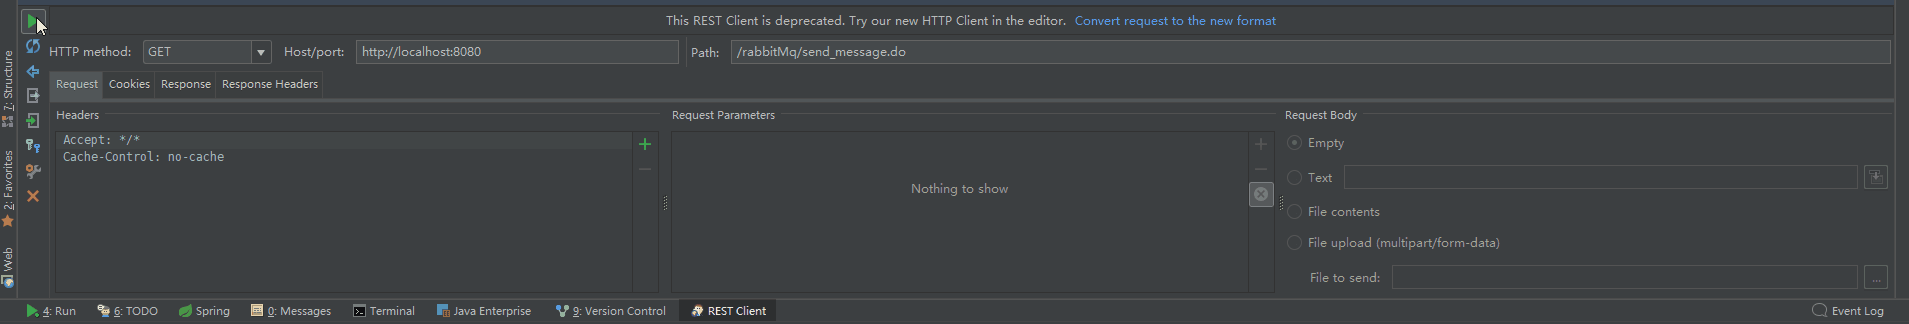 This REST Client is deprecated. Try our new HTTP Client in the editor. Convert request to the new format
HTTP method: GET Host/port: http://localhost:8080 Path: /rabbitMq/send_message.do
Request Cookies Response Response Headers
Headers Request Parameters Request Body
Accept: */*
Cache-Control: no-cache
Nothing to show
Empty
Text
File contents
File upload (multipart/form-data)
File to send: ...
7: Structure
2: Favorites
Web
4: Run 6: TODO Spring 0: Messages Terminal Java Enterprise 9: Version Control REST Client Event Log